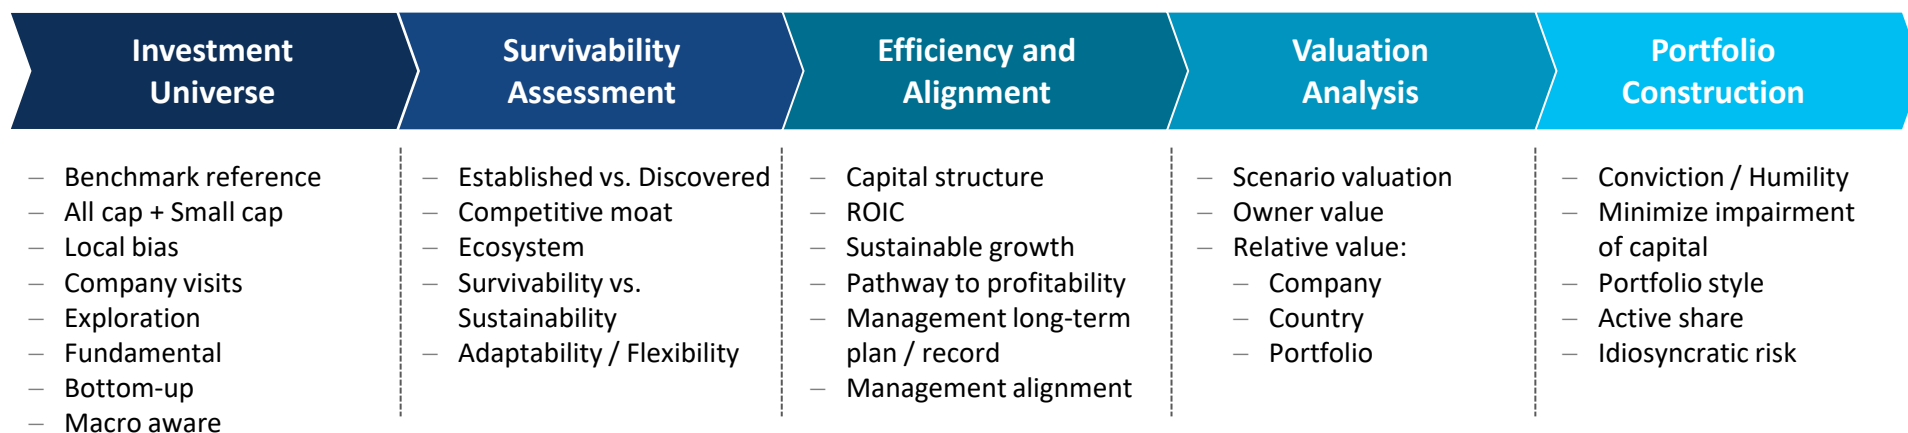 Investment
Universe
Survivability
Assessment
Efficiency and
Alignment
Valuation
Analysis
Portfolio
Construction
– Benchmark reference
– All cap + Small cap
– Local bias
– Company visits
– Exploration
– Fundamental
– Bottom-up
– Macro aware
– Established vs. Discovered
– Competitive moat
– Ecosystem
– Survivability vs.
Sustainability
– Adaptability / Flexibility
– Capital structure
– ROIC
– Sustainable growth
– Pathway to profitability
– Management long-term
plan / record
– Management alignment
– Scenario valuation
– Owner value
– Relative value:
– Company
– Country
– Portfolio
– Conviction / Humility
– Minimize impairment
of capital
– Portfolio style
– Active share
– Idiosyncratic risk